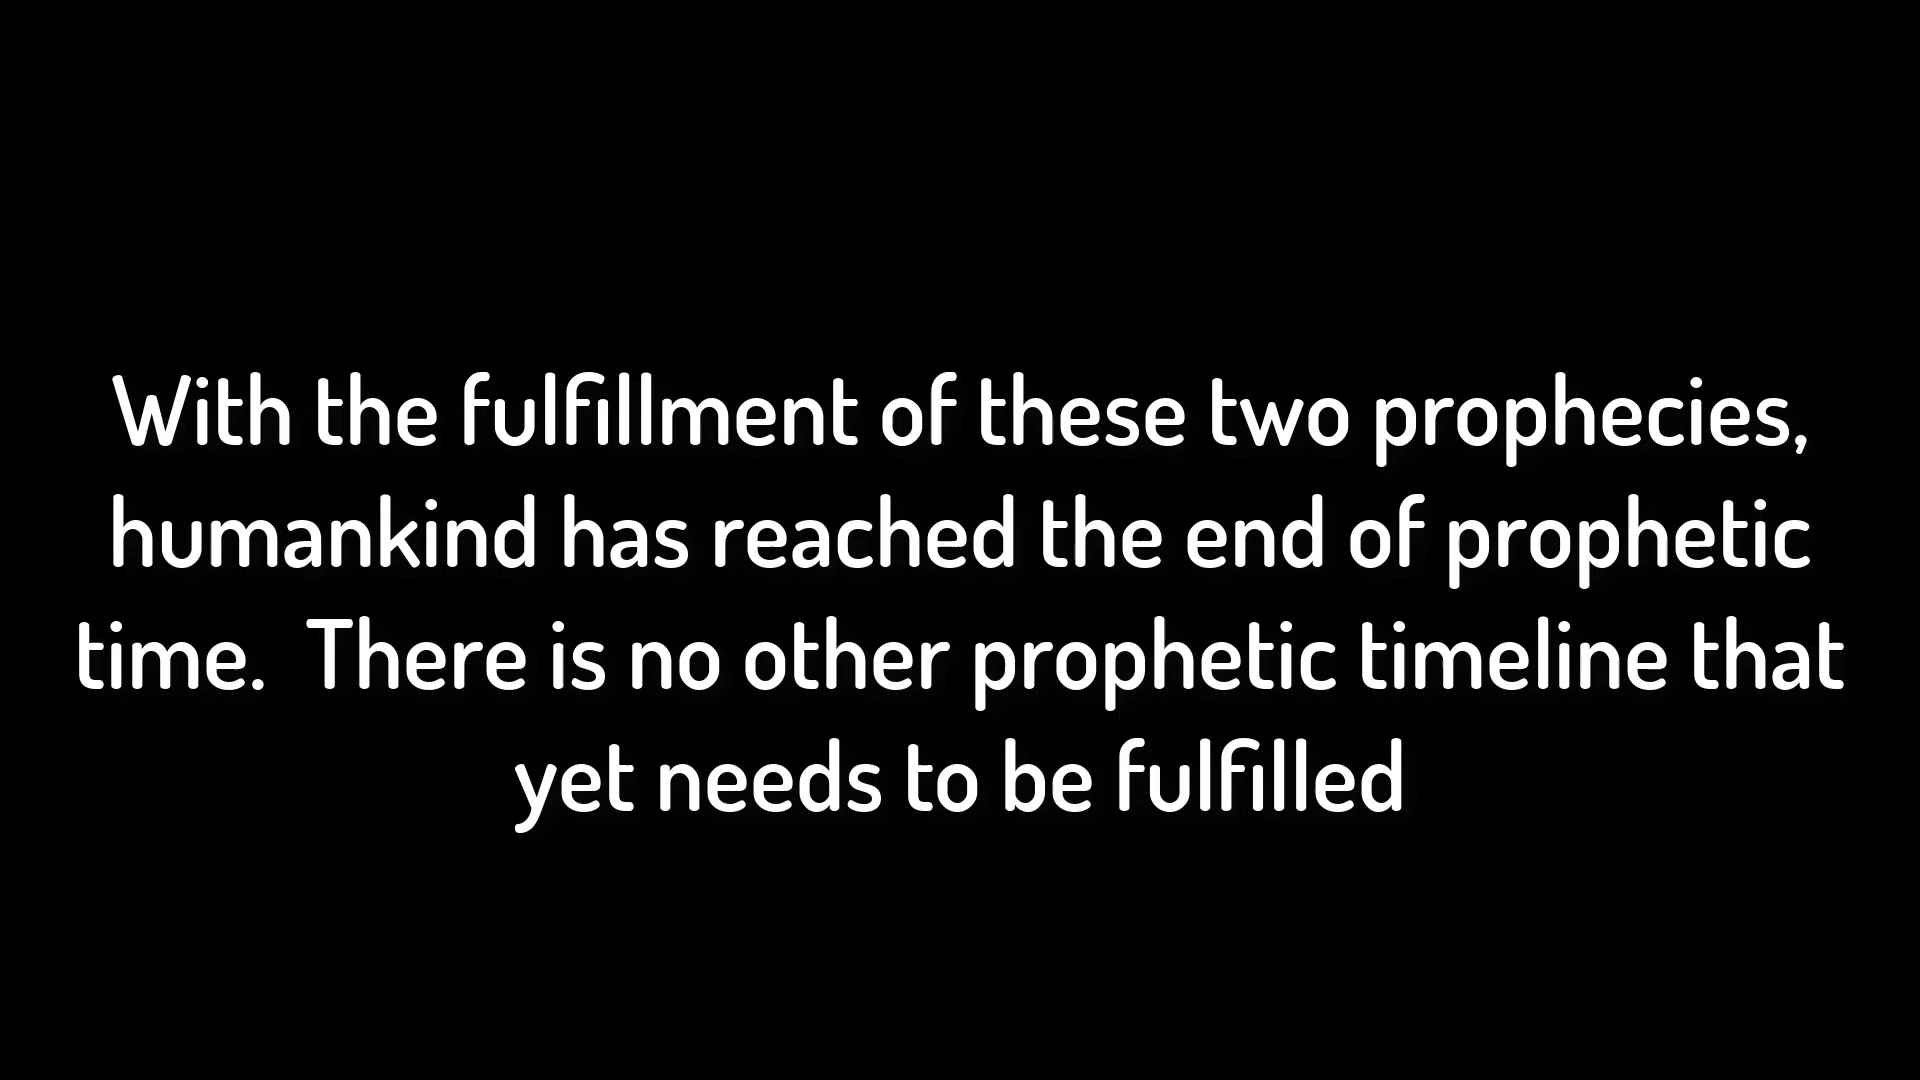 With the fulfillment of these two prophecies,
humankind has reached the end of prophetic
time.  There is no other prophetic timeline that
yet needs to be fulfilled